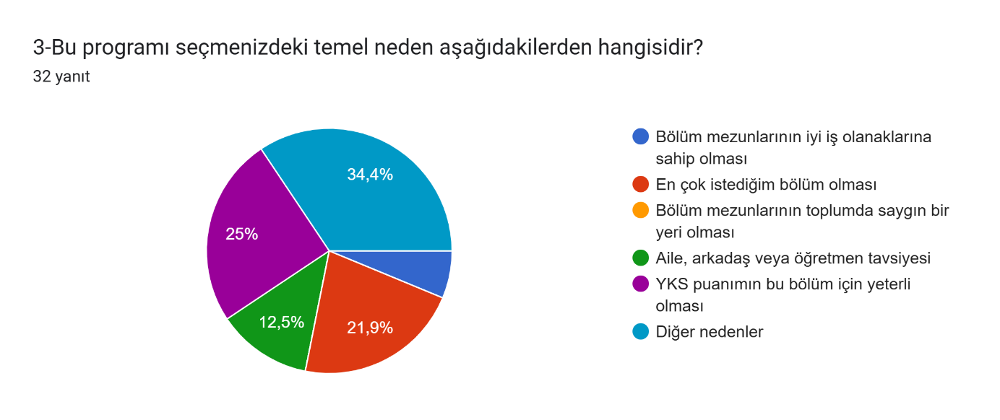 3-Bu programı seçmenizdeki temel neden aşağıdakilerden hangisidir?
32 yanıt
34,4%
25%
12,5%
21,9%
Bölüm mezunlarının iyi iş olanaklarına
sahip olması
En çok istediğim bölüm olması
Bölüm mezunlarının toplumda saygın bir
yeri olması
Aile, arkadaş veya öğretmen tavsiyesi
YKS puanımın bu bölüm için yeterli
olması
Diğer nedenler